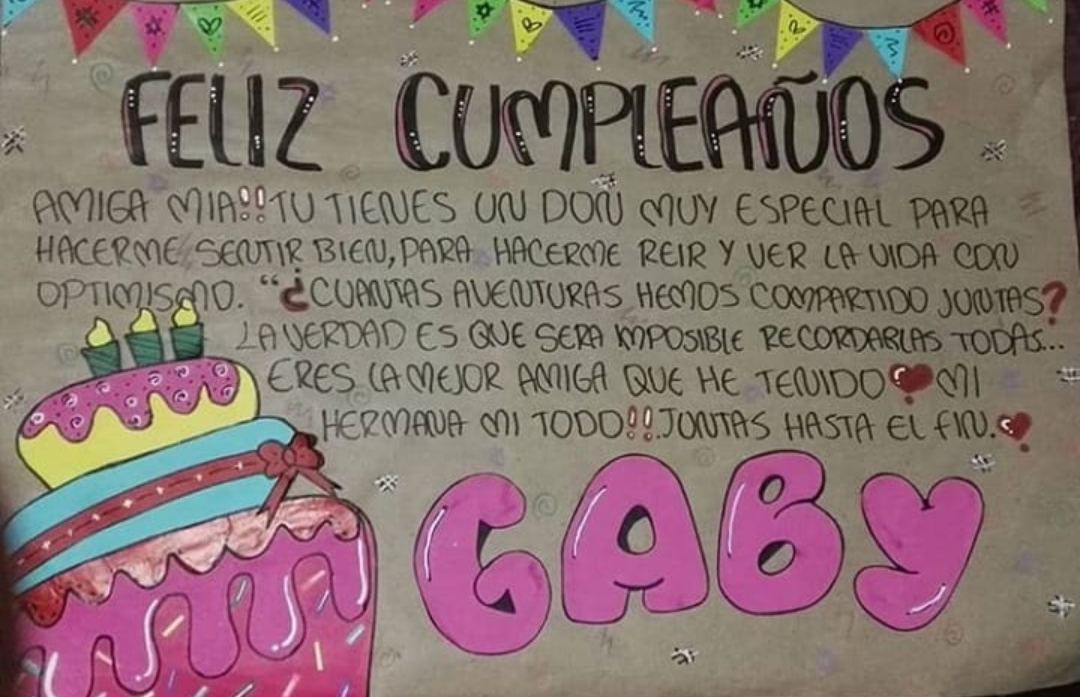 FELIZ CUMPLEAÑOS
AMIGA MIA!! TU TIENES UN DON MUY ESPECIAL PARA
HACERME SENTIR BIEN, PARA HACERME REIR Y VER LA VIDA CON
OPTIMISMO. “¿CUANTAS AVENTURAS HEMOS COMPARTIDO JUNTAS?
LA VERDAD ES QUE SERA IMPOSIBLE RECORDARLAS TODAS...
ERES LA MEJOR AMIGA QUE HE TENIDO❤MI
HERMANA MI TODO!!.JUNTAS HASTA EL FIN.❤
GABY